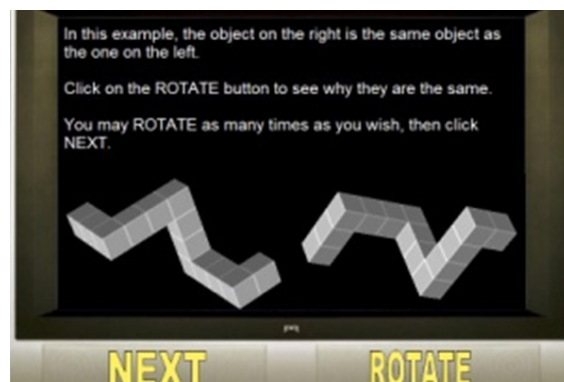 In this example, the object on the right is the same object as
the one on the left.
Click on the ROTATE button to see why they are the same.
You may ROTATE as many times as you wish, then click
NEXT.
NEXT
ROTATE